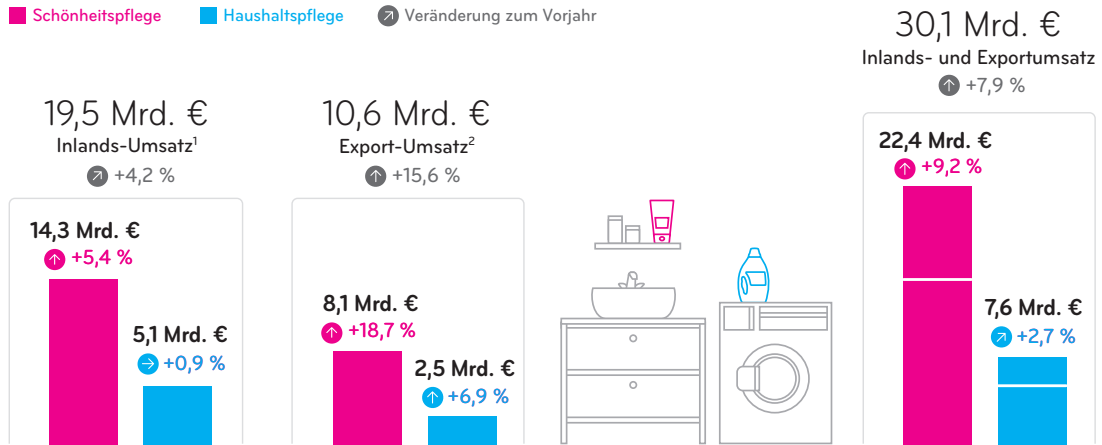 Schönheitspflege Haushaltspflege Veränderung zum Vorjahr
19,5 Mrd. €
Inlands-Umsatz¹
+4,2 %
14,3 Mrd. €
+5,4 %
5,1 Mrd. €
+0,9 %
10,6 Mrd. €
Export-Umsatz²
+15,6 %
8,1 Mrd. €
+18,7 %
2,5 Mrd. €
+6,9 %
30,1 Mrd. €
Inlands- und Exportumsatz
+7,9 %
22,4 Mrd. €
+9,2 %
7,6 Mrd. €
+2,7 %